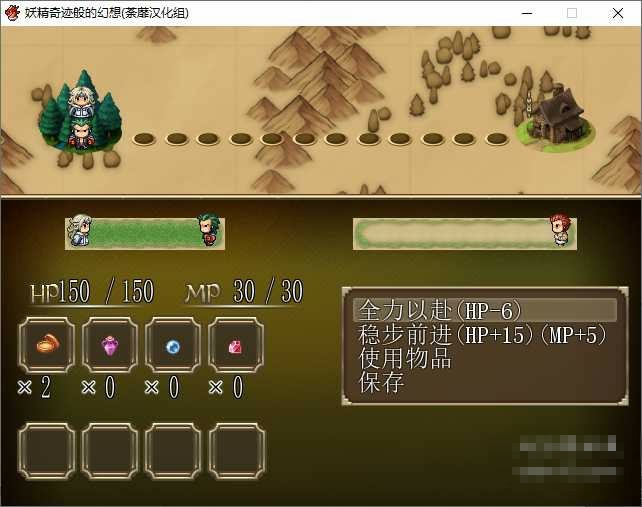 妖精奇迹般的幻想(荼靡汉化组)
HP150 / 150 MP 30 / 30
× 2 × 0 × 0 × 0
全力以赴(HP-6)
稳步前进(HP+15)(MP+5)
使用物品
保存